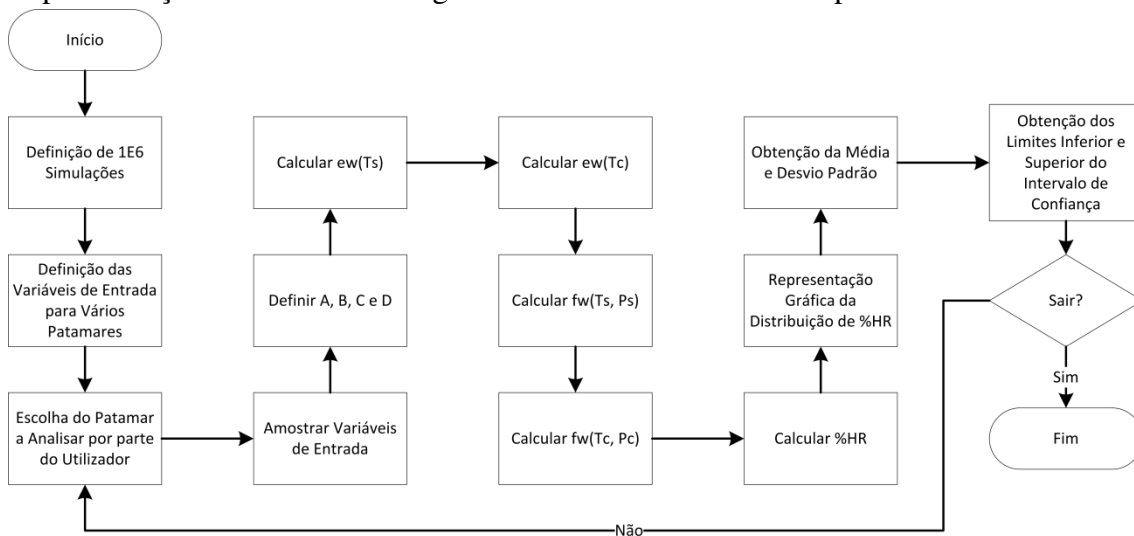 Início
Definição de 1E6
Simulações
Definição das
Variáveis de Entrada
para Vários
Patamares
Escolha do Patamar
a Analisar por parte
do Utilizador
Amostrar Variáveis
de Entrada
Definir A, B, C e D
Calcular ew(Ts)
Calcular ew(Tc)
Calcular fw(Ts, Ps)
Calcular fw(Tc, Pc)
Calcular %HR
Representação
Gráfica da
Distribuição de %HR
Obtenção da Média
e Desvio Padrão
Obtenção dos
Limites Inferior e
Superior do
Intervalo de
Confiança
Sair?
Sim
Fim
Não